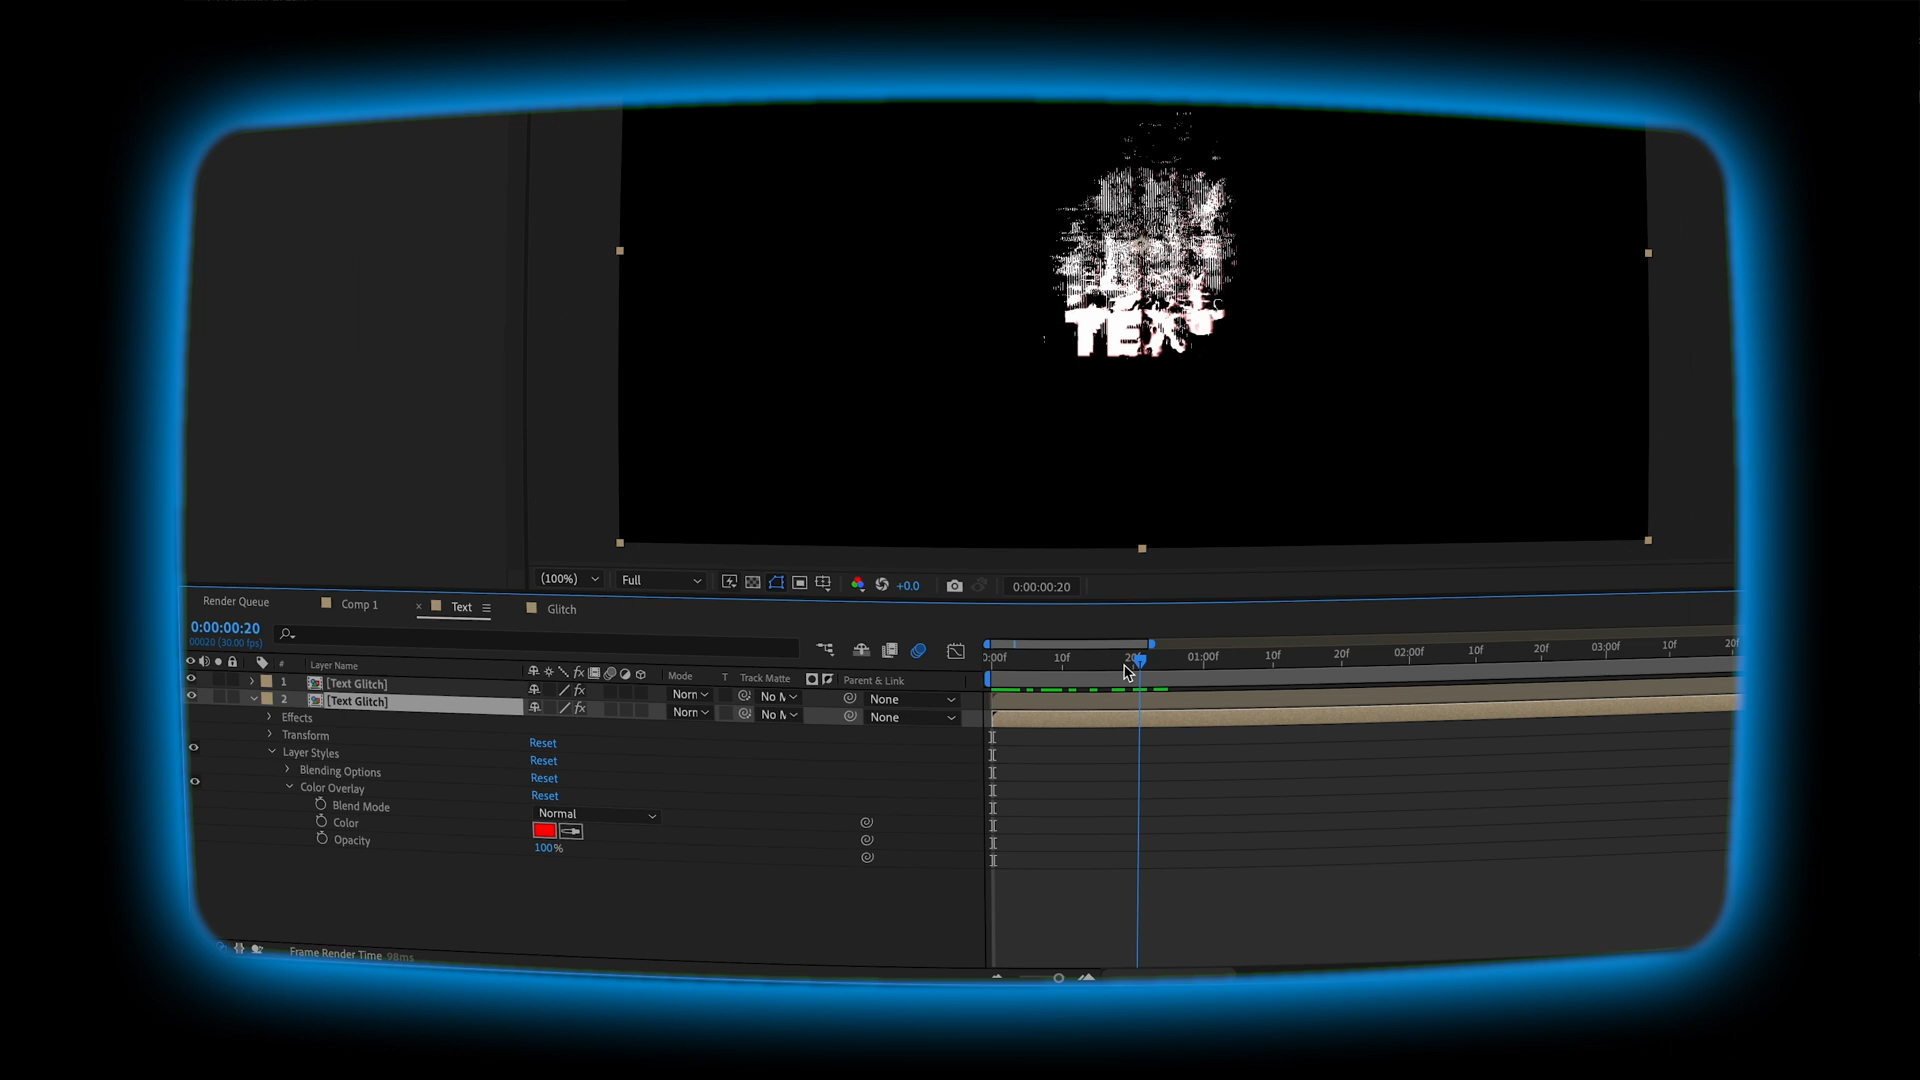 TEXT
(100%)
Full
+0.0
0:00:00:20
Render Queue
Comp 1
× Text
Glitch
0:00:00:20
00020 (30.00 fps)
:00f 10f 20f 01:00f 10f 20f 02:00f 10f 20f 03:00f 10f 20f
# Layer Name
Mode T Track Matte Parent & Link
1 [Text Glitch] Norn No M None
2 [Text Glitch] Norn No M None
Effects
Transform Reset
Layer Styles Reset
Blending Options Reset
Color Overlay Reset
Blend Mode Normal
Color
Opacity 100%
Frame Render Time 98ms